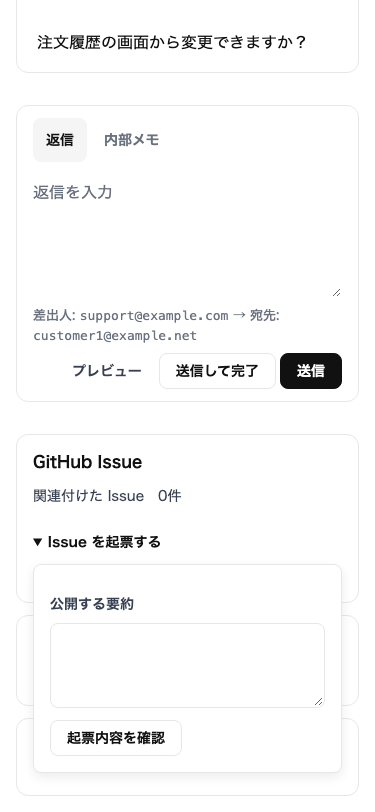 注文履歴の画面から変更できますか？
返信 内部メモ
返信を入力
差出人: support@example.com → 宛先:
customer1@example.net
プレビュー 送信して完了 送信
GitHub Issue
関連付けた Issue 0件
▼ Issue を起票する
公開する要約
起票内容を確認